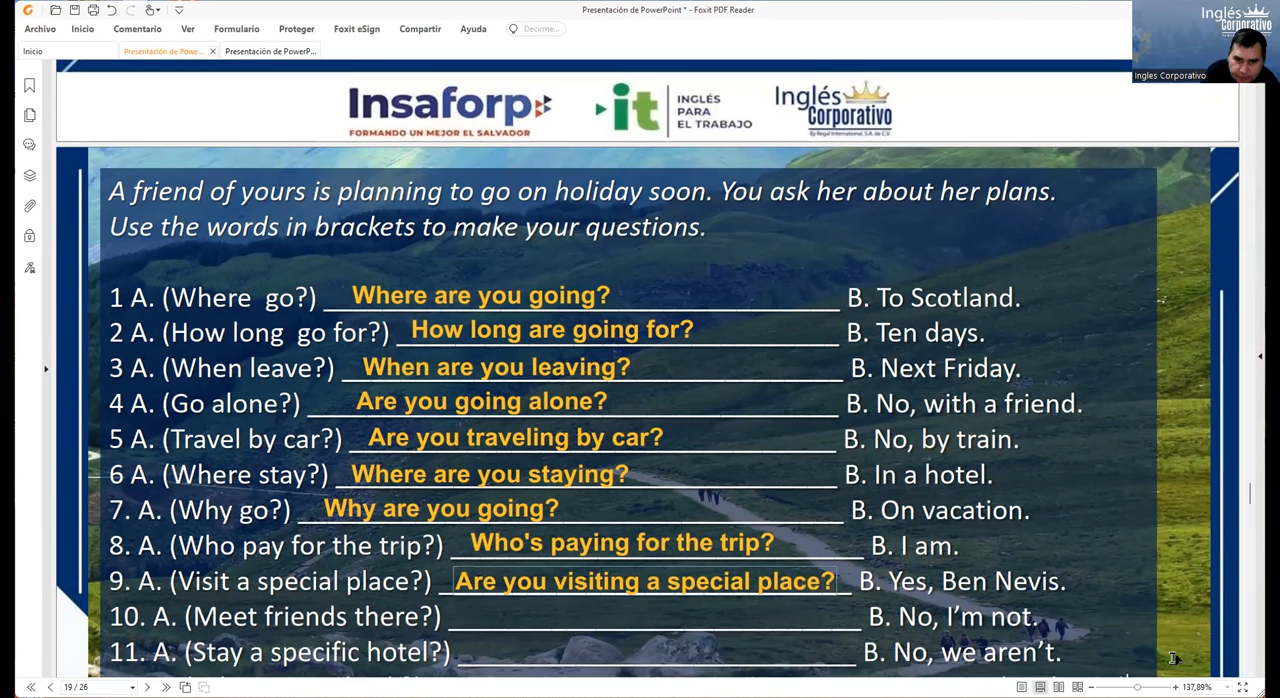 Presentación de PowerPoint * - Foxit PDF Reader
Archivo Inicio Comentario Ver Formulario Proteger Foxit eSign Compartir Ayuda Decirme...
Inicio Presentación de Powe... Presentación de PowerP...
Inglés Corporativo
Ingles Corporativo
Insaforp
FORMANDO UN MEJOR EL SALVADOR
it INGLÉS PARA EL TRABAJO
Inglés Corporativo
By Regal International, S.A. de C.V.
A friend of yours is planning to go on holiday soon. You ask her about her plans.
Use the words in brackets to make your questions.
1 A. (Where go?) Where are you going? B. To Scotland.
2 A. (How long go for?) How long are going for? B. Ten days.
3 A. (When leave?) When are you leaving? B. Next Friday.
4 A. (Go alone?) Are you going alone? B. No, with a friend.
5 A. (Travel by car?) Are you traveling by car? B. No, by train.
6 A. (Where stay?) Where are you staying? B. In a hotel.
7. A. (Why go?) Why are you going? B. On vacation.
8. A. (Who pay for the trip?) Who's paying for the trip? B. I am.
9. A. (Visit a special place?) Are you visiting a special place? B. Yes, Ben Nevis.
10. A. (Meet friends there?) B. No, I'm not.
11. A. (Stay a specific hotel?) B. No, we aren't.
19 / 26 137,89%